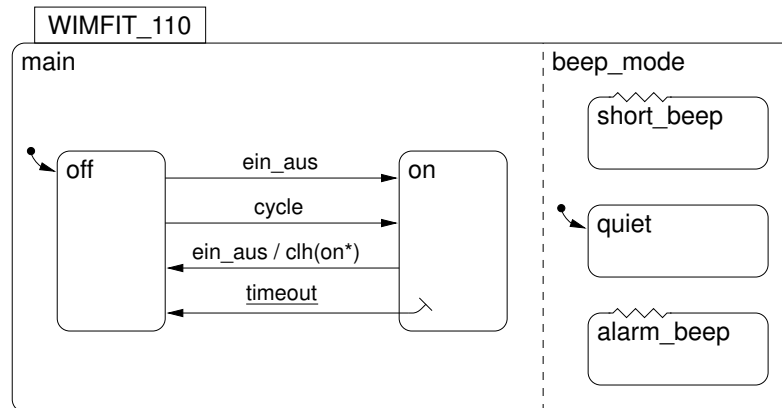 WIMFIT_110
main
off
ein_aus
cycle
ein_aus / clh(on*)
timeout
on
beep_mode
short_beep
quiet
alarm_beep